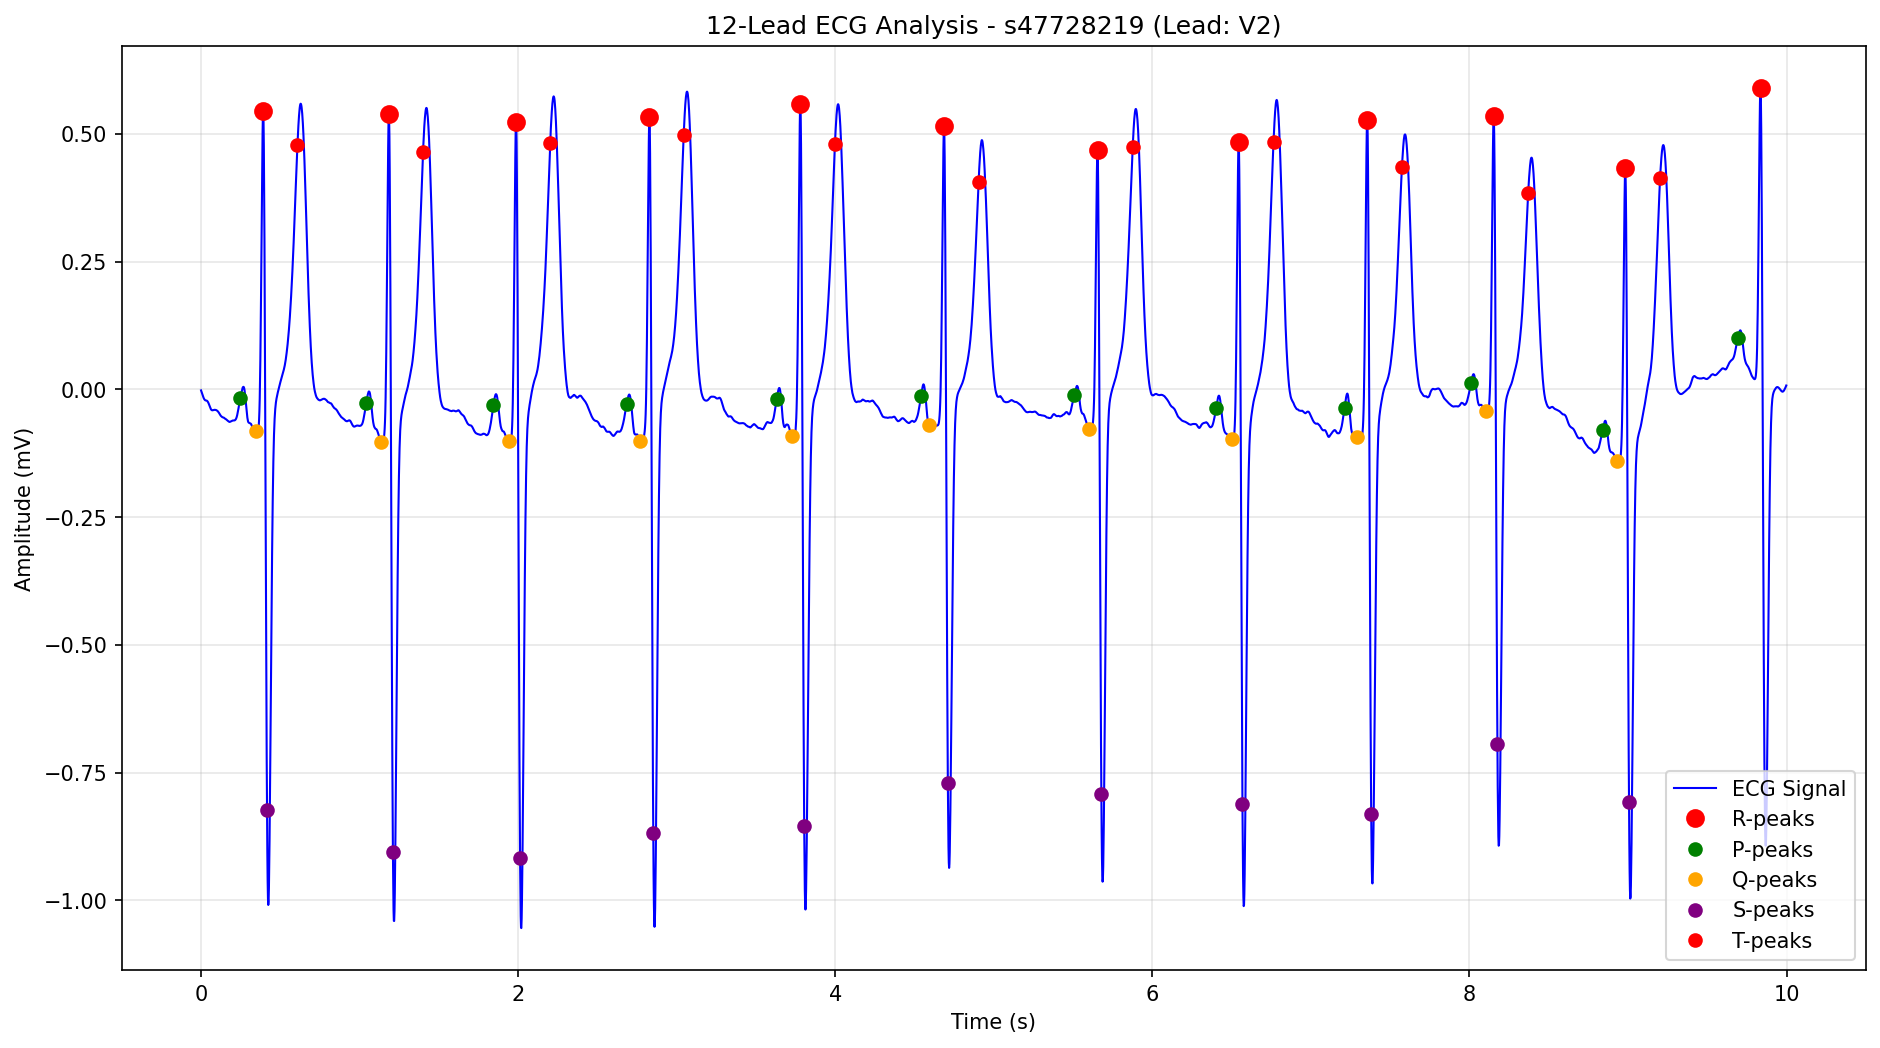 12-Lead ECG Analysis - s47728219 (Lead: V2)
Amplitude (mV)
0.50
0.25
0.00
−0.25
−0.50
−0.75
−1.00
0
2
4
6
8
10
Time (s)
ECG Signal
R-peaks
P-peaks
Q-peaks
S-peaks
T-peaks